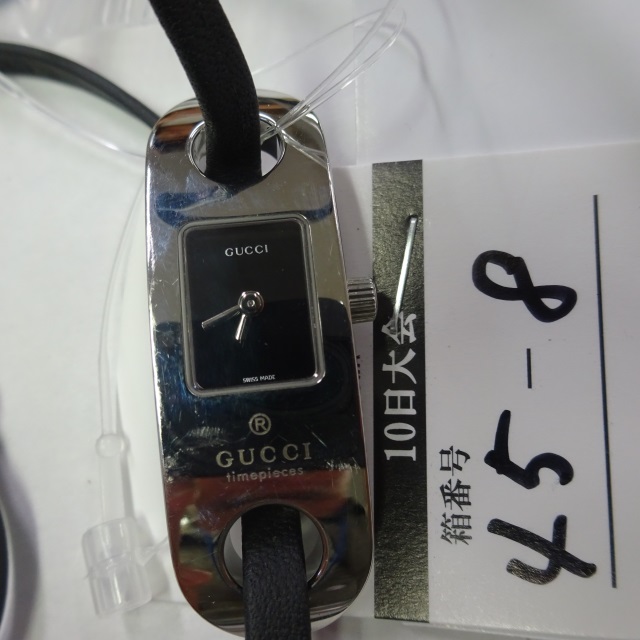 GUCCI
SWISS MADE
®
GUCCI
timepieces
10日大会
箱番号
45-8